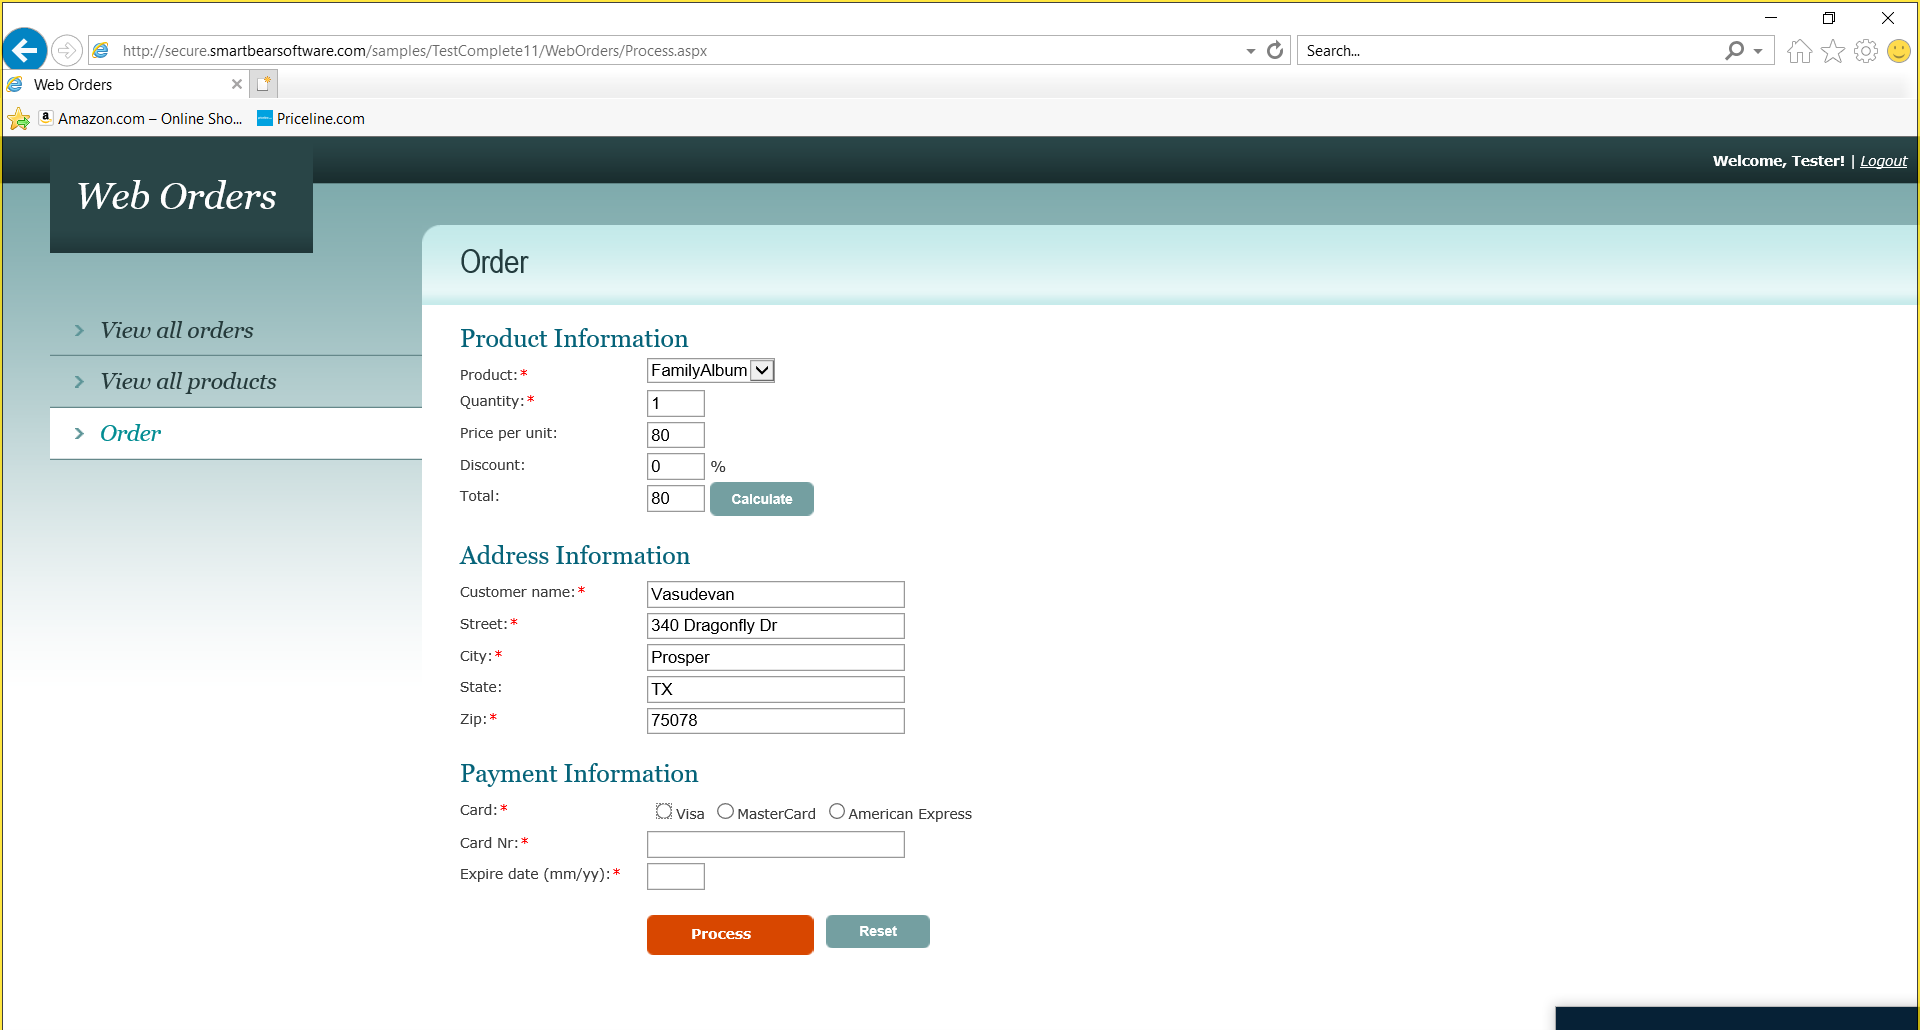 http://secure.smartbearsoftware.com/samples/TestComplete11/WebOrders/Process.aspx
Search...
Web Orders
Amazon.com – Online Sho...
Priceline.com
Welcome, Tester! | Logout
Web Orders
Order
View all orders
View all products
Order
Product Information
Product:* FamilyAlbum
Quantity:* 1
Price per unit: 80
Discount: 0 %
Total: 80 Calculate
Address Information
Customer name:* Vasudevan
Street:* 340 Dragonfly Dr
City:* Prosper
State: TX
Zip:* 75078
Payment Information
Card:* Visa MasterCard American Express
Card Nr:*
Expire date (mm/yy):*
Process Reset